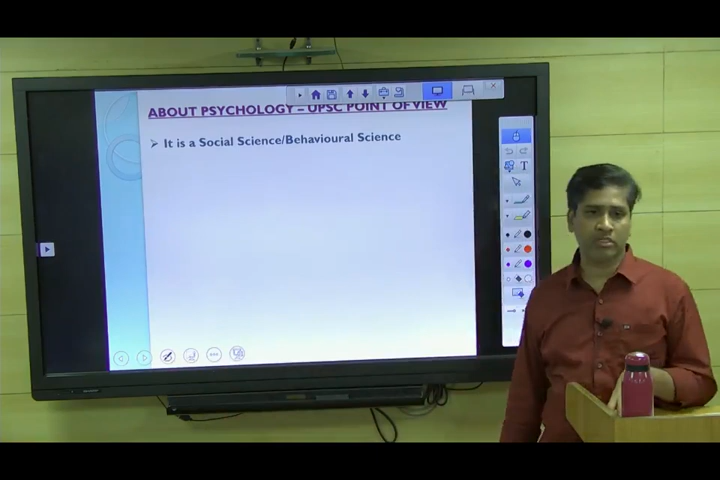 ABOUT PSYCHOLOGY – UPSC POINT OF VIEW
➢ It is a Social Science/Behavioural Science
T